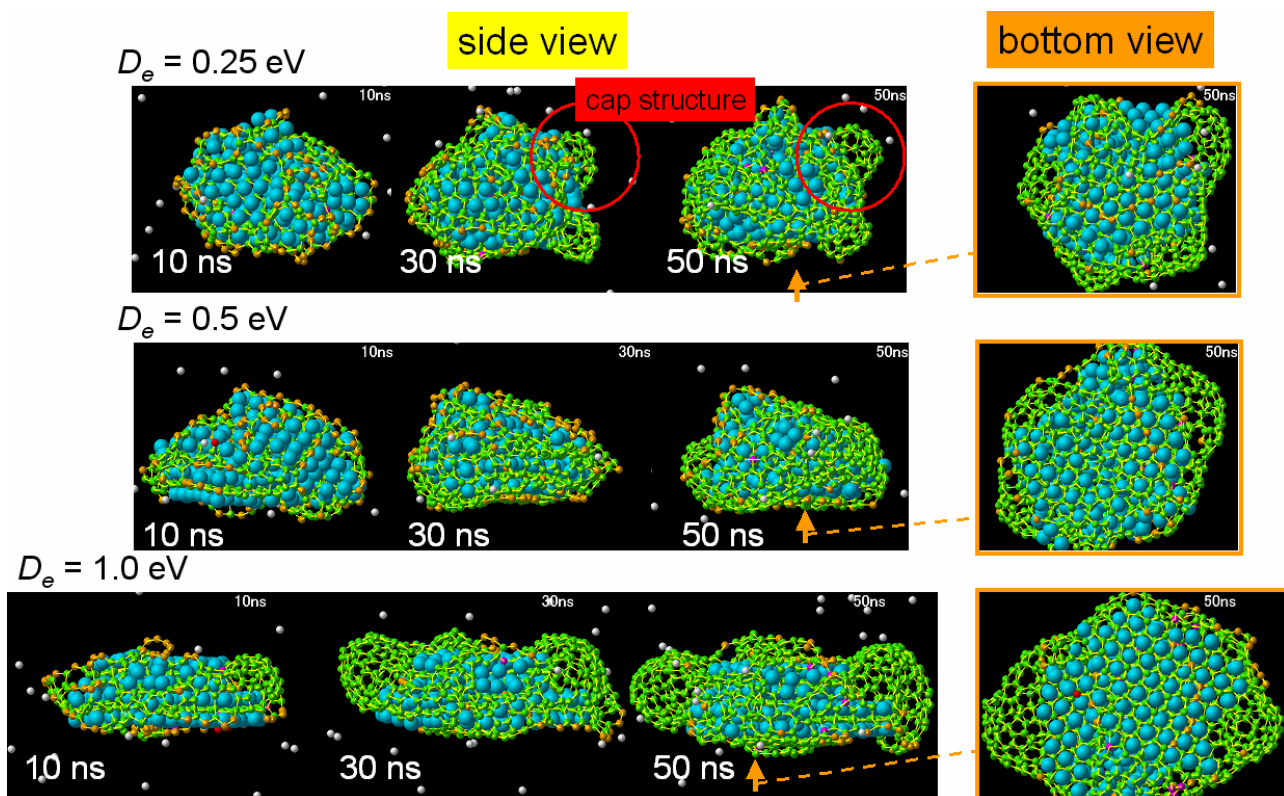 side view
bottom view
De = 0.25 eV
cap structure
10ns
50ns
50ns
10 ns
30 ns
50 ns
De = 0.5 eV
10ns
30ns
50ns
50ns
10 ns
30 ns
50 ns
De = 1.0 eV
10ns
30ns
50ns
50ns
10 ns
30 ns
50 ns